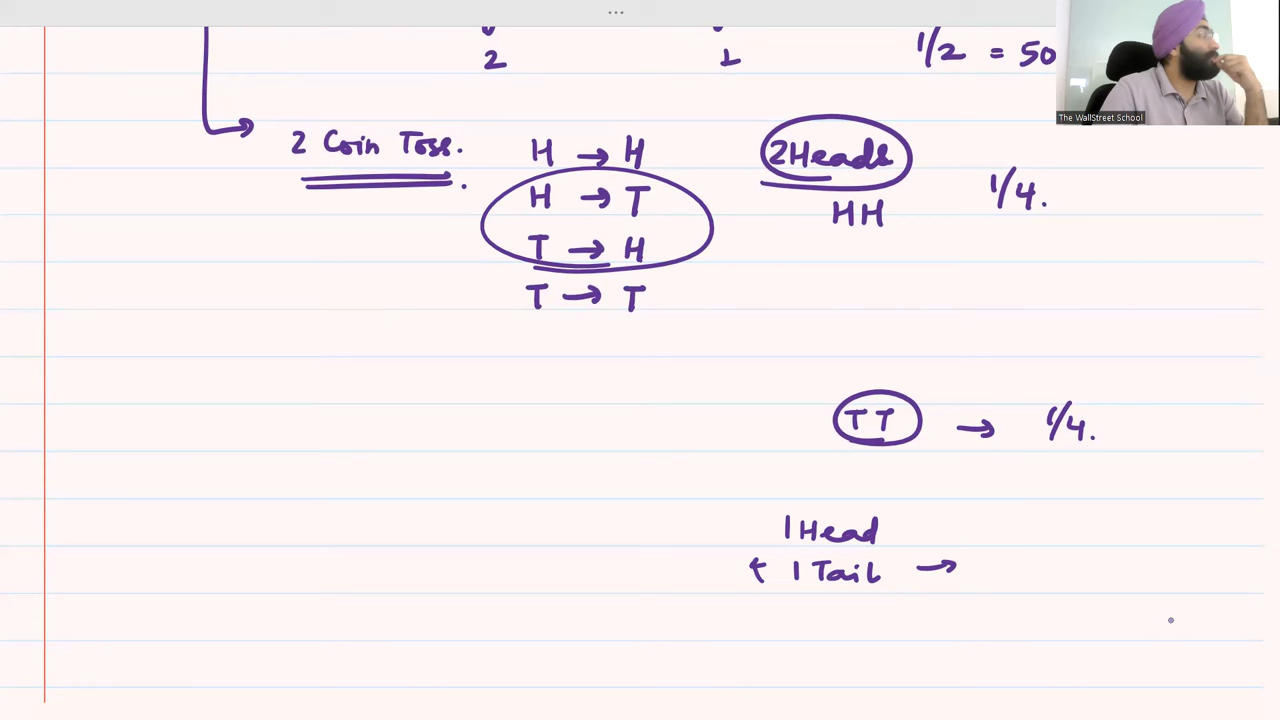 2
1
1/2 = 50
The WallStreet School
2 Coin Toss.
H → H
H → T
T → H
T → T
2Heads
HH
1/4.
TT → 1/4.
1 Head
& 1 Tail →